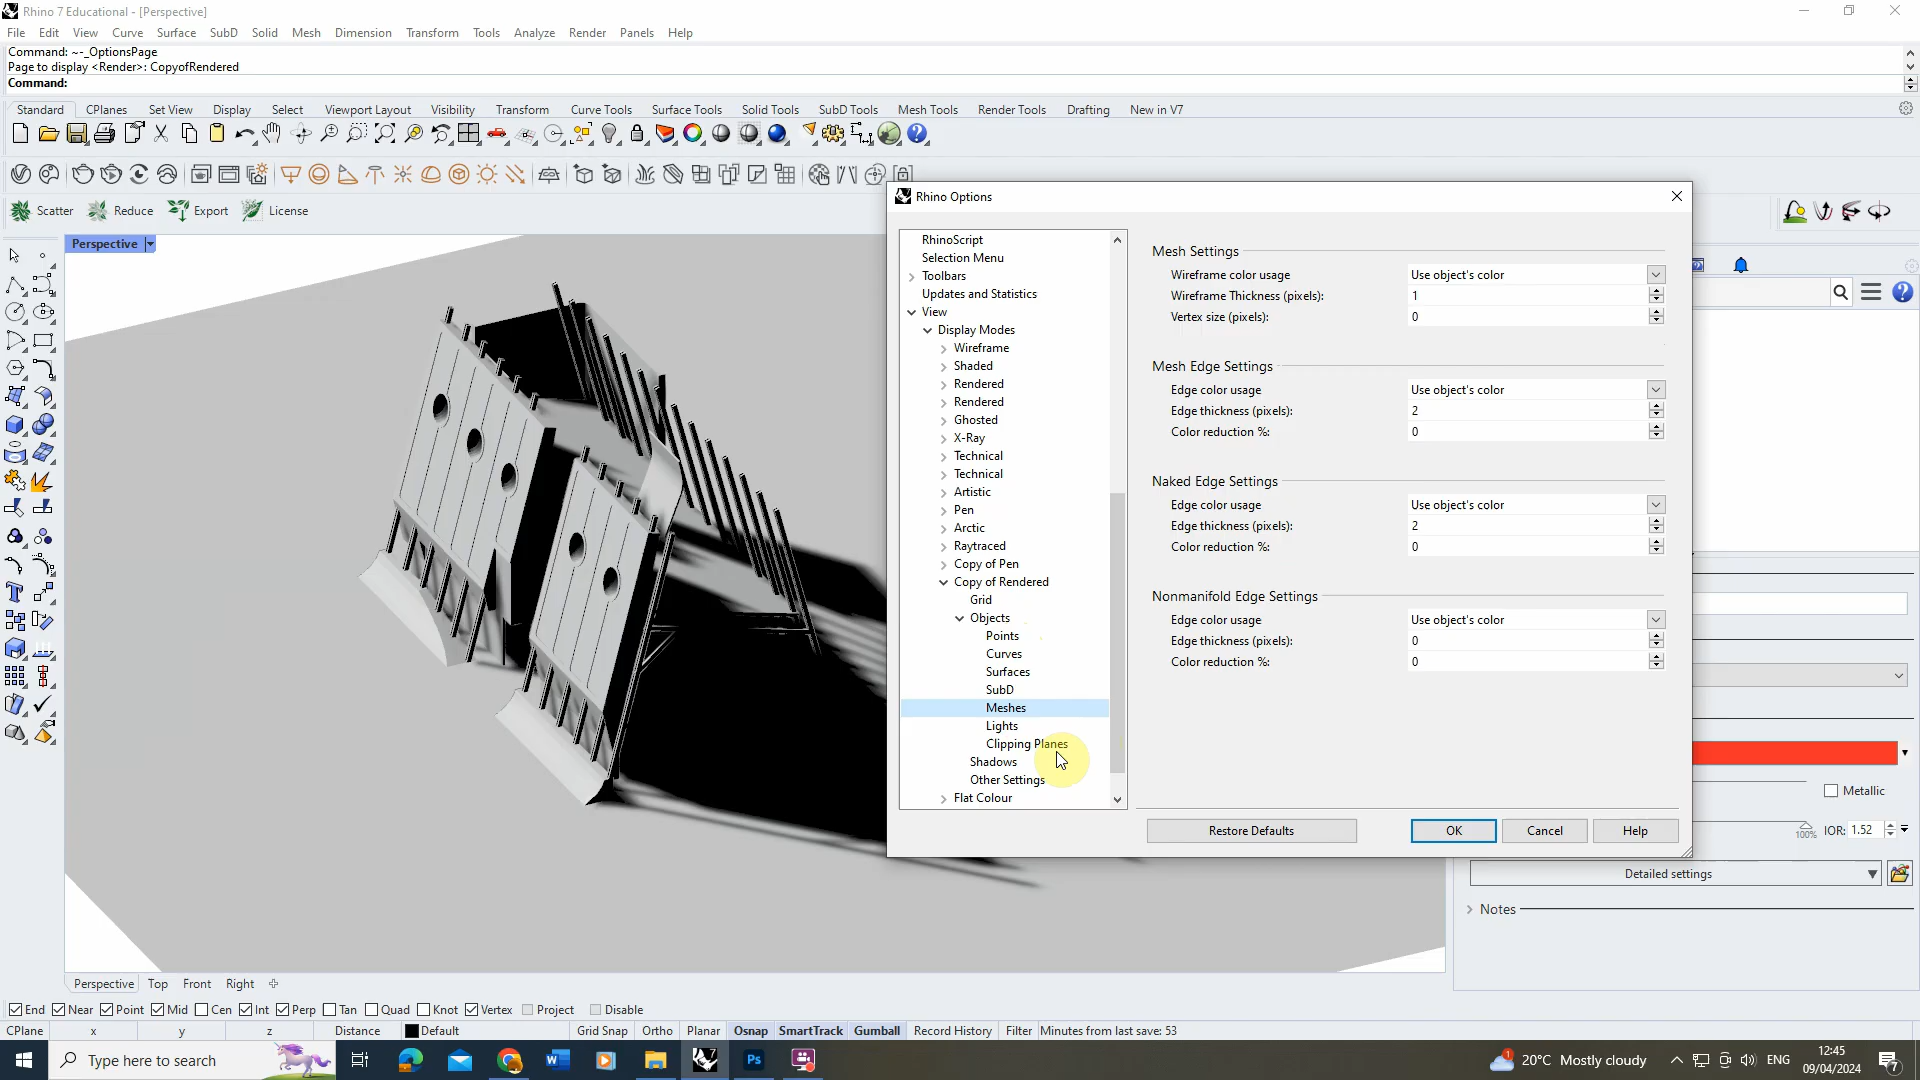 Rhino 7 Educational - [Perspective]
File Edit View Curve Surface SubD Solid Mesh Dimension Transform Tools Analyze Render Panels Help
Command: ~-_OptionsPage
Page to display <Render>: CopyofRendered
Command:
Standard CPlanes Set View Display Select Viewport Layout Visibility Transform Curve Tools Surface Tools Solid Tools SubD Tools Mesh Tools Render Tools Drafting New in V7
Scatter Reduce Export License
Perspective
Rhino Options
RhinoScript
Selection Menu
Toolbars
Updates and Statistics
View
Display Modes
Wireframe
Shaded
Rendered
Rendered
Ghosted
X-Ray
Technical
Technical
Artistic
Pen
Arctic
Raytraced
Copy of Pen
Copy of Rendered
Grid
Objects
Points
Curves
Surfaces
SubD
Meshes
Lights
Clipping Planes
Shadows
Other Settings
Flat Colour
Mesh Settings
Wireframe color usage Use object's color
Wireframe Thickness (pixels): 1
Vertex size (pixels): 0
Mesh Edge Settings
Edge color usage Use object's color
Edge thickness (pixels): 2
Color reduction %: 0
Naked Edge Settings
Edge color usage Use object's color
Edge thickness (pixels): 2
Color reduction %: 0
Nonmanifold Edge Settings
Edge color usage Use object's color
Edge thickness (pixels): 0
Color reduction %: 0
Restore Defaults OK Cancel Help
Metallic
100% IOR: 1.52
Detailed settings
Notes
Perspective Top Front Right
End Near Point Mid Cen Int Perp Tan Quad Knot Vertex Project Disable
CPlane x y z Distance Default Grid Snap Ortho Planar Osnap SmartTrack Gumball Record History Filter Minutes from last save: 53
Type here to search
Ps
20°C Mostly cloudy
ENG
12:45
09/04/2024
7